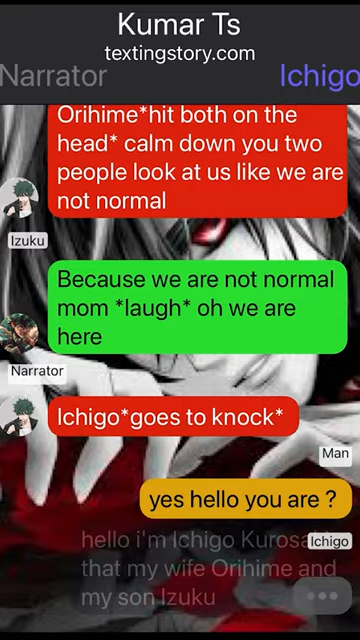 Kumar Ts
textingstory.com
Narrator Ichigo
Orihime*hit both on the
head* calm down you two
people look at us like we are
not normal
Izuku
Because we are not normal
mom *laugh* oh we are
here
Narrator
Ichigo*goes to knock*
Man
yes hello you are ?
Ichigo
hello i'm Ichigo
that my wife Orihime and
my son Izuku